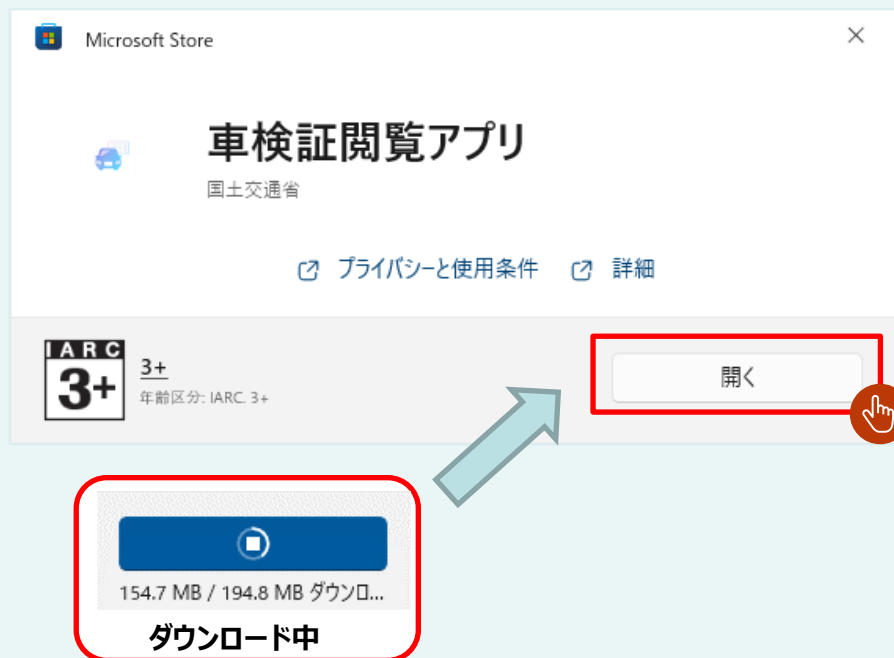 Microsoft Store
車検証閲覧アプリ
国土交通省
プライバシーと使用条件 詳細
IARC
3+
3+
年齢区分: IARC. 3+
開く
154.7 MB / 194.8 MB ダウンロ...
ダウンロード中